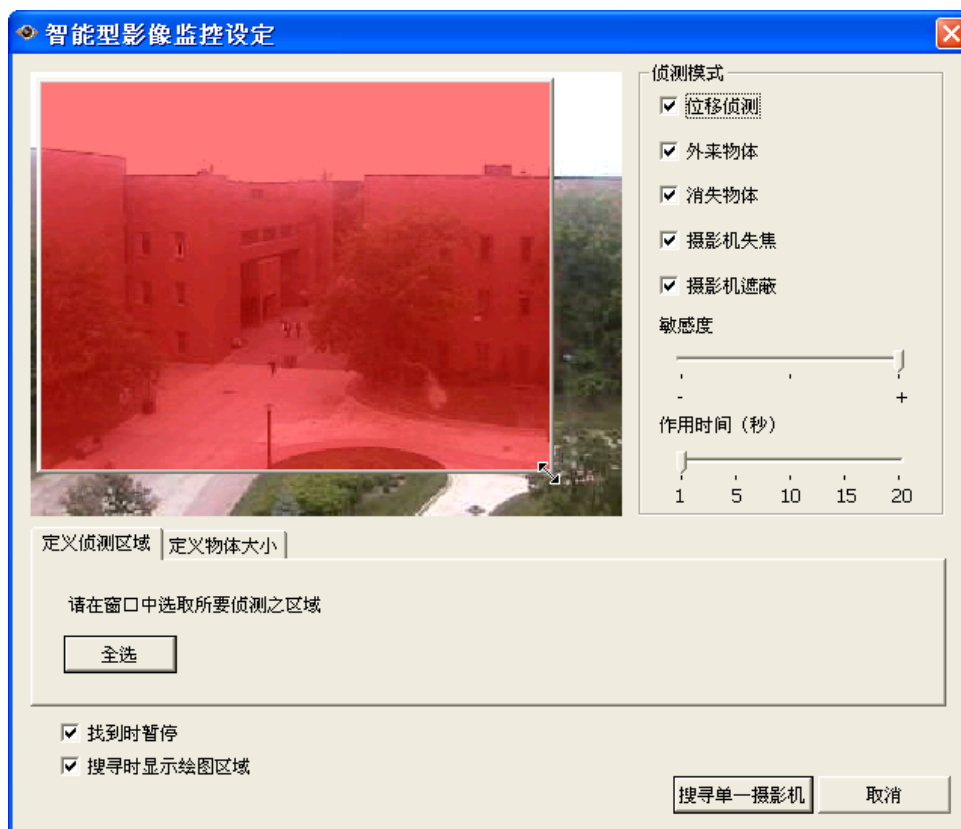 智能型影像监控设定
侦测模式
位移侦测
外来物体
消失物体
摄影机失焦
摄影机遮蔽
敏感度
- +
作用时间（秒）
1 5 10 15 20
定义侦测区域 定义物体大小
请在窗口中选取所要侦测之区域
全选
找到时暂停
搜寻时显示绘图区域
搜寻单一摄影机 取消